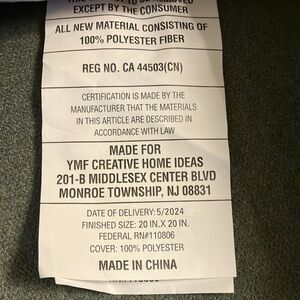 EXCEPT BY THE CONSUMER
ALL NEW MATERIAL CONSISTING OF
100% POLYESTER FIBER
REG NO. CA 44503(CN)
CERTIFICATION IS MADE BY THE
MANUFACTURER THAT THE MATERIALS
IN THIS ARTICLE ARE DESCRIBED IN
ACCORDANCE WITH LAW
MADE FOR
YMF CREATIVE HOME IDEAS
201-B MIDDLESEX CENTER BLVD
MONROE TOWNSHIP, NJ 08831
DATE OF DELIVERY: 5/2024
FINISHED SIZE: 20 IN.X 20 IN.
FEDERAL RN#110806
COVER: 100% POLYESTER
MADE IN CHINA